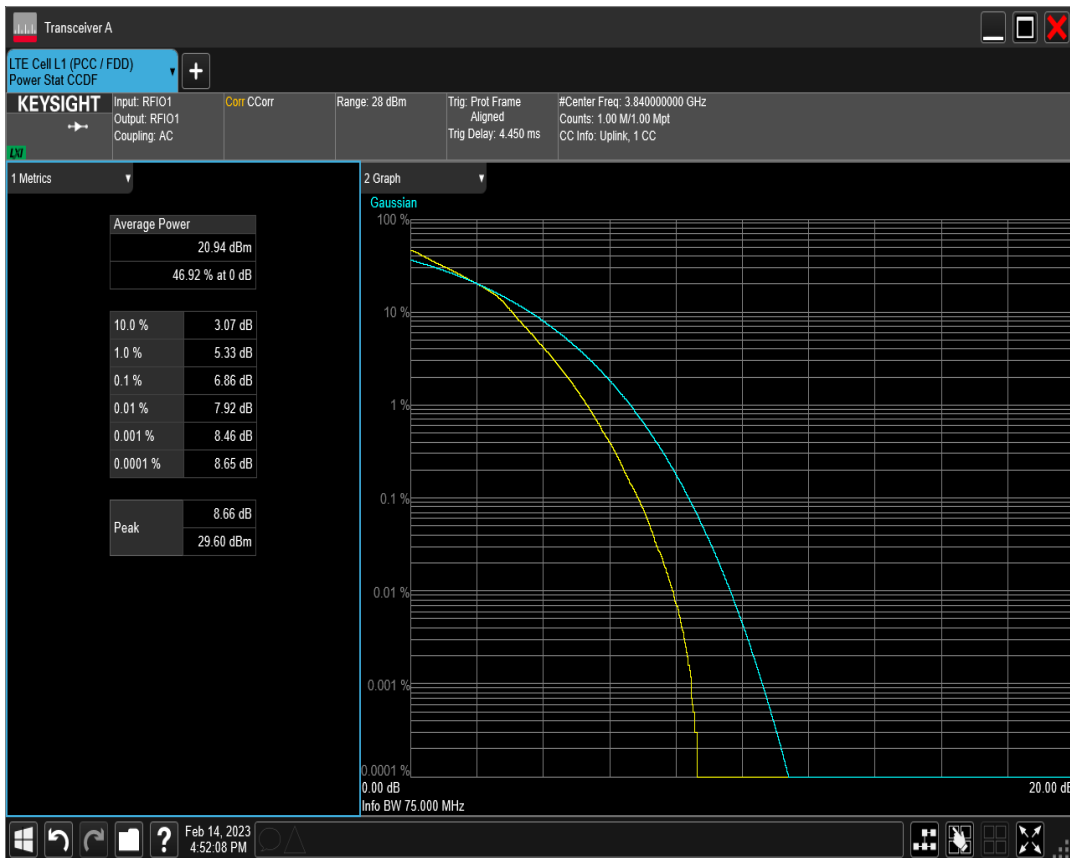 Transceiver A
LTE Cell L1 (PCC / FDD)
Power Stat CCDF
KEYSIGHT
LXI
Input: RFIO1
Output: RFIO1
Coupling: AC
Corr CCorr
Range: 28 dBm
Trig: Prot Frame
Aligned
Trig Delay: 4.450 ms
#Center Freq: 3.840000000 GHz
Counts: 1.00 M/1.00 Mpt
CC Info: Uplink, 1 CC
1 Metrics
Average Power
20.94 dBm
46.92 % at 0 dB
10.0 % 3.07 dB
1.0 % 5.33 dB
0.1 % 6.86 dB
0.01 % 7.92 dB
0.001 % 8.46 dB
0.0001 % 8.65 dB
Peak
8.66 dB
29.60 dBm
2 Graph
Gaussian
100 %
10 %
1 %
0.1 %
0.01 %
0.001 %
0.0001 %
0.00 dB 20.00 dB
Info BW 75.000 MHz
?
Feb 14, 2023
4:52:08 PM